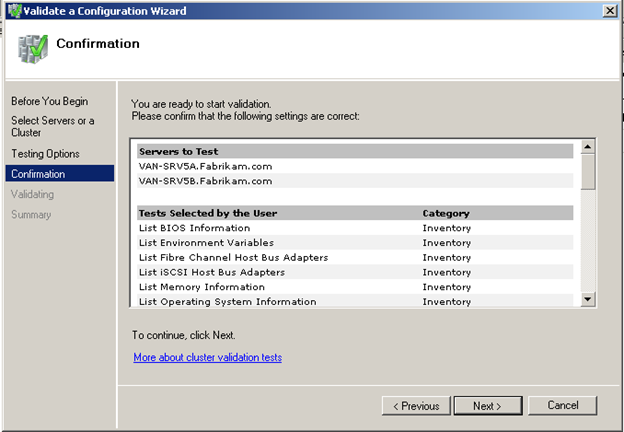 Validate a Configuration Wizard
Confirmation
Before You Begin
Select Servers or a
Cluster
Testing Options
Confirmation
Validating
Summary
You are ready to start validation.
Please confirm that the following settings are correct:
Servers to Test
VAN-SRV5A.Fabrikam.com
VAN-SRV5B.Fabrikam.com
Tests Selected by the User Category
List BIOS Information Inventory
List Environment Variables Inventory
List Fibre Channel Host Bus Adapters Inventory
List iSCSI Host Bus Adapters Inventory
List Memory Information Inventory
List Operating System Information Inventory
To continue, click Next.
More about cluster validation tests
< Previous Next > Cancel